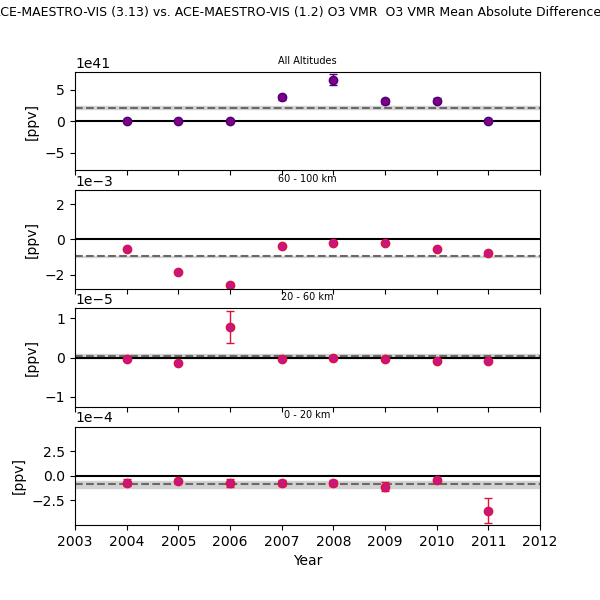 CE-MAESTRO-VIS (3.13) vs. ACE-MAESTRO-VIS (1.2) O3 VMR  O3 VMR Mean Absolute Difference
All Altitudes
1e41
5
0
−5
[ppv]
60 - 100 km
1e−3
2
0
−2
[ppv]
20 - 60 km
1e−5
1
0
−1
[ppv]
0 - 20 km
1e−4
2.5
0.0
−2.5
[ppv]
2003 2004 2005 2006 2007 2008 2009 2010 2011 2012
Year